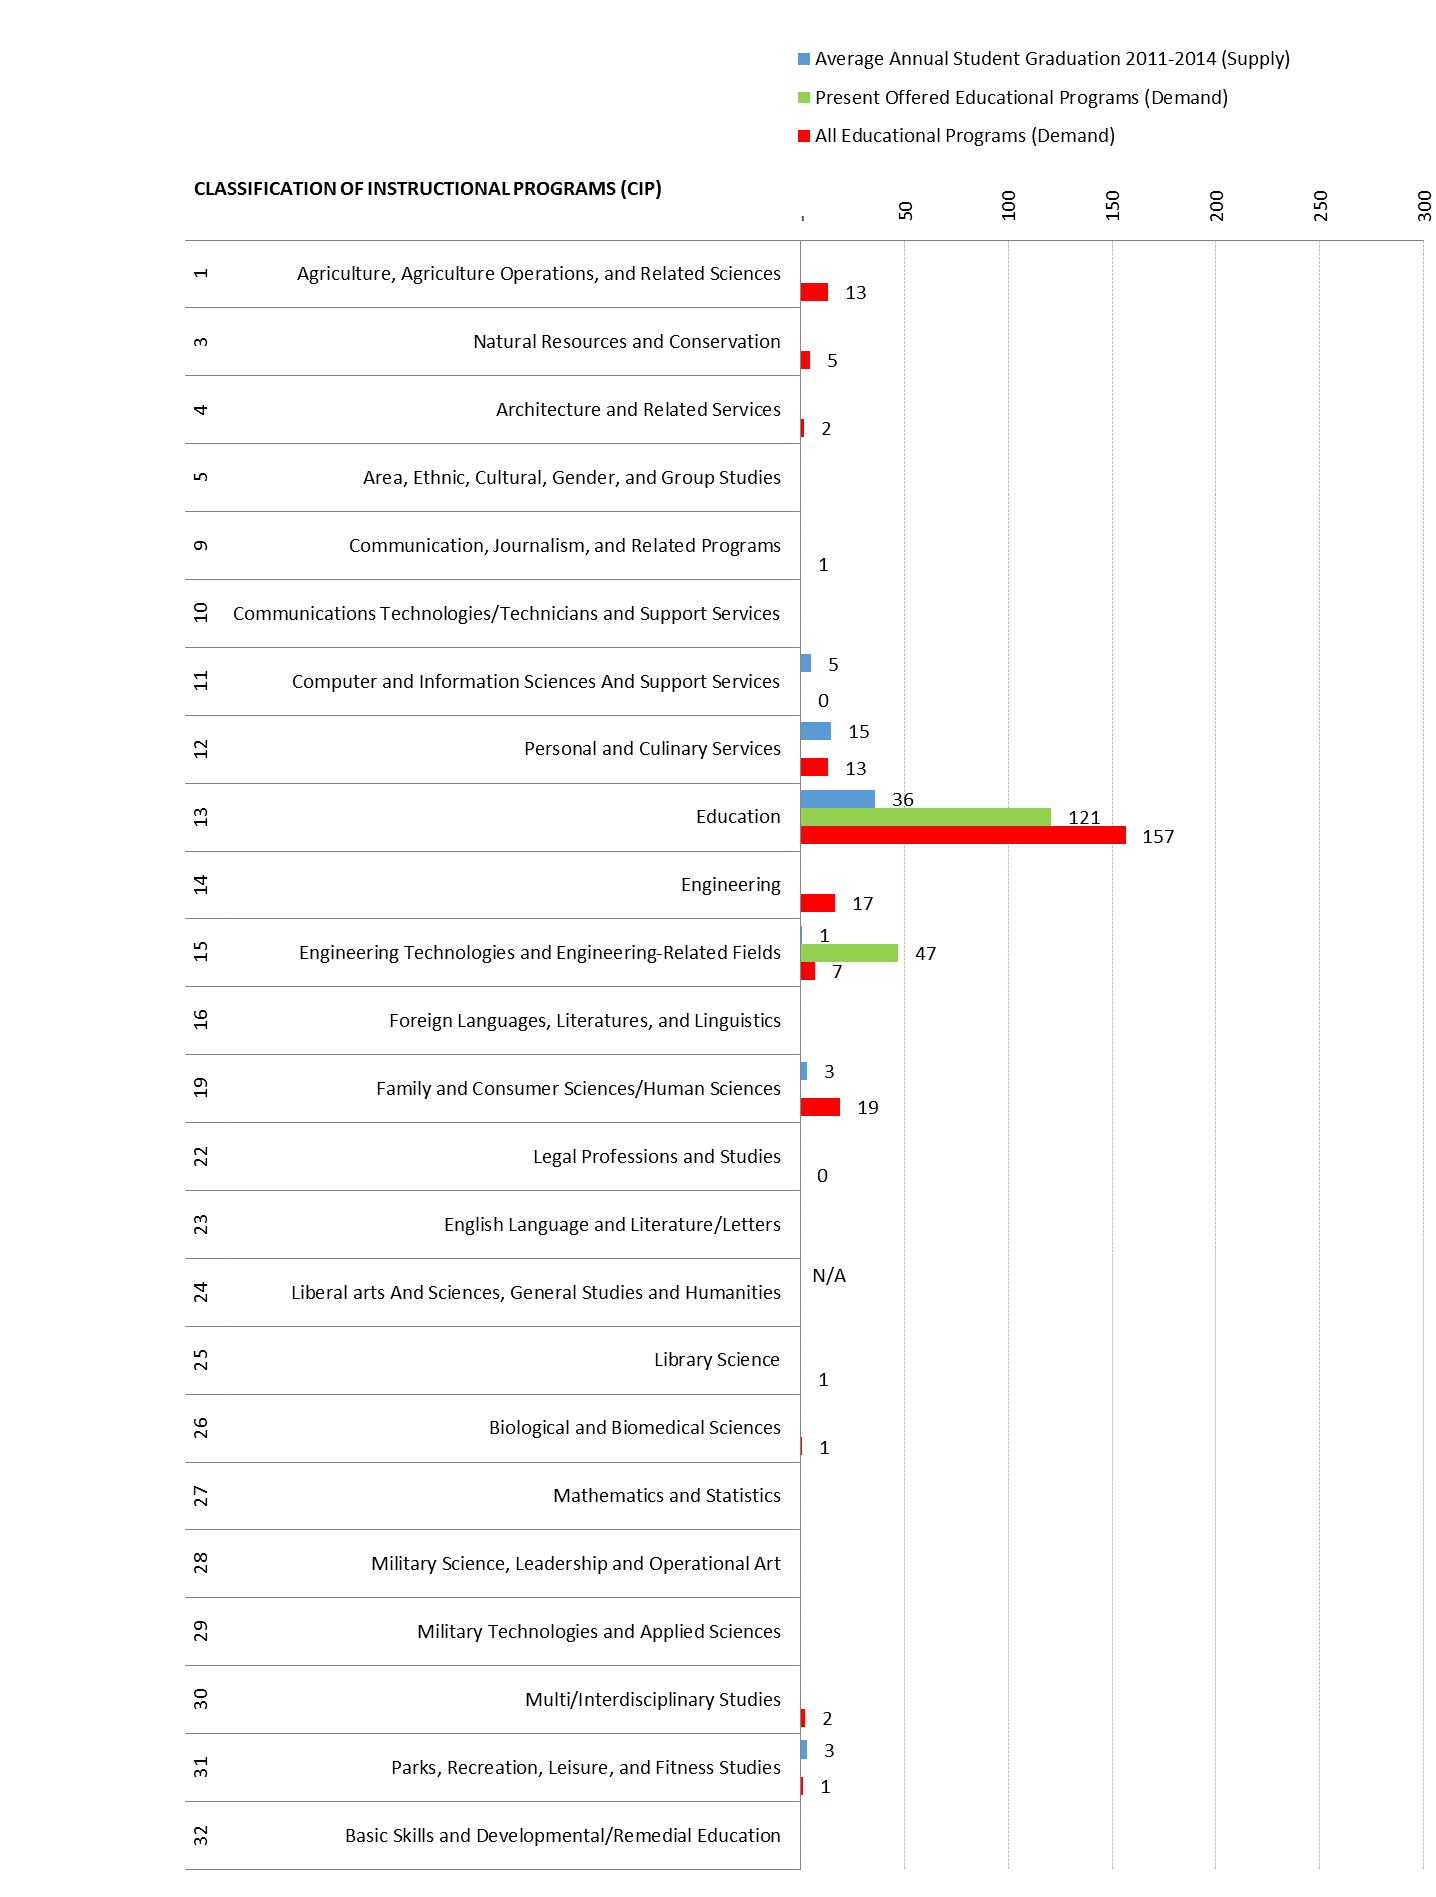 Average Annual Student Graduation 2011-2014 (Supply)
Present Offered Educational Programs (Demand)
All Educational Programs (Demand)
CLASSIFICATION OF INSTRUCTIONAL PROGRAMS (CIP)
- 50 100 150 200 250 300
1 Agriculture, Agriculture Operations, and Related Sciences
13
3 Natural Resources and Conservation
5
4 Architecture and Related Services
2
5 Area, Ethnic, Cultural, Gender, and Group Studies
9 Communication, Journalism, and Related Programs
1
10 Communications Technologies/Technicians and Support Services
5
11 Computer and Information Sciences And Support Services
0
15
12 Personal and Culinary Services
13
36
13 Education 121
157
14 Engineering
17
1
15 Engineering Technologies and Engineering-Related Fields 47
7
16 Foreign Languages, Literatures, and Linguistics
3
19 Family and Consumer Sciences/Human Sciences
19
22 Legal Professions and Studies
0
23 English Language and Literature/Letters
N/A
24 Liberal arts And Sciences, General Studies and Humanities
25 Library Science
1
26 Biological and Biomedical Sciences
1
27 Mathematics and Statistics
28 Military Science, Leadership and Operational Art
29 Military Technologies and Applied Sciences
30 Multi/Interdisciplinary Studies
2
3
31 Parks, Recreation, Leisure, and Fitness Studies
1
32 Basic Skills and Developmental/Remedial Education